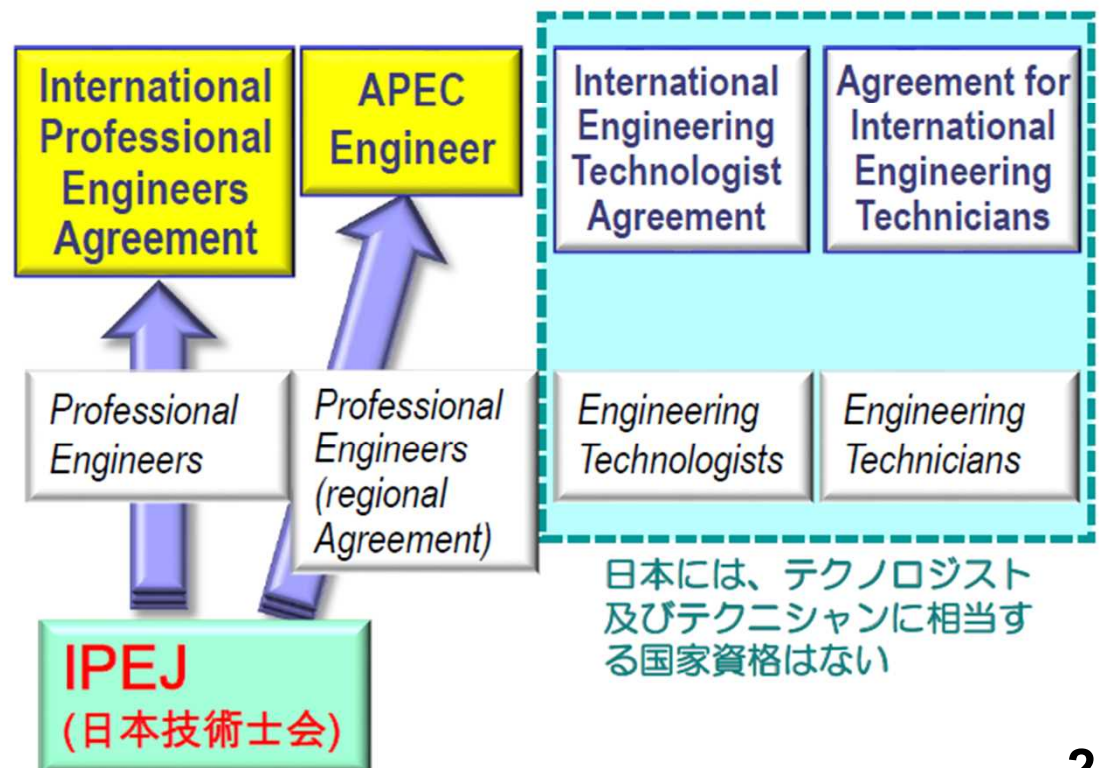 International
Professional
Engineers
Agreement
APEC
Engineer
International
Engineering
Technologist
Agreement
Agreement for
International
Engineering
Technicians
Professional
Engineers
Professional
Engineers
(regional
Agreement)
Engineering
Technologists
Engineering
Technicians
日本には、テクノロジスト
及びテクニシャンに相当す
る国家資格はない
IPEJ
(日本技術士会)
2